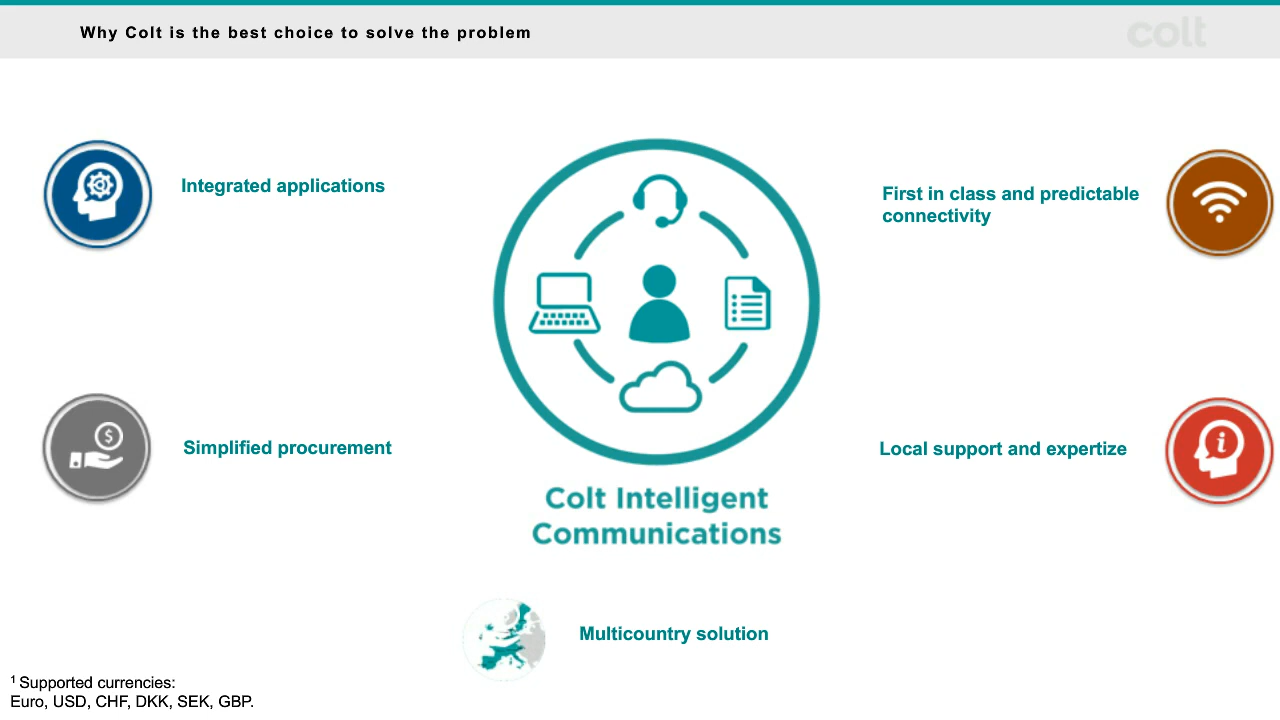 Why Colt is the best choice to solve the problem
colt
Integrated applications
First in class and predictable
connectivity
Simplified procurement
Local support and expertize
Colt Intelligent
Communications
Multicountry solution
1 Supported currencies:
Euro, USD, CHF, DKK, SEK, GBP.